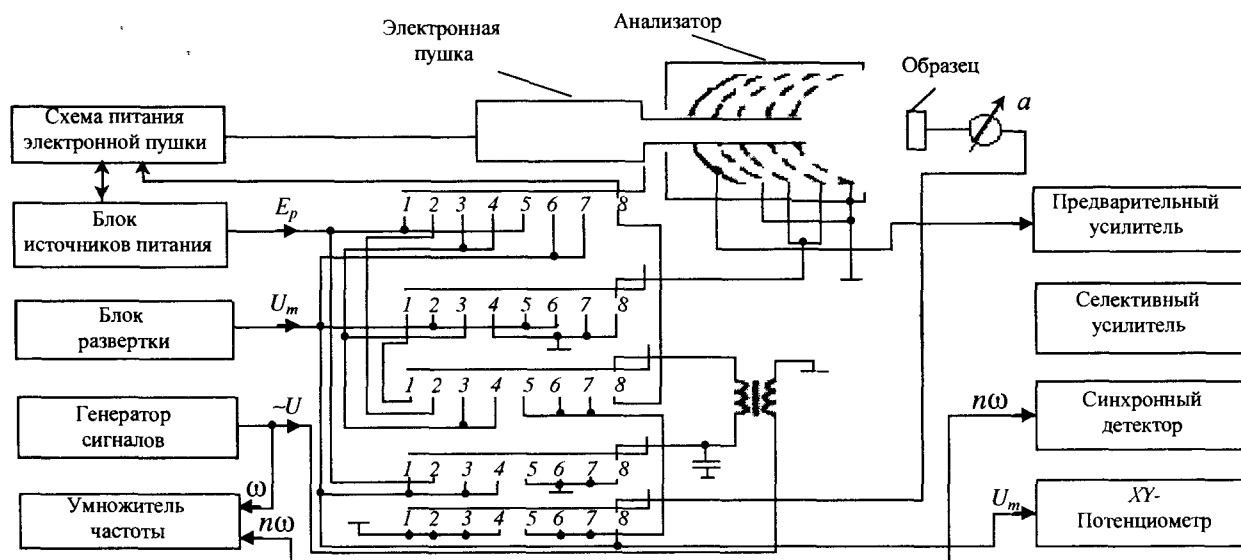 Электронная
пушка
Анализатор
Образец
a
Схема питания
электронной пушки
Блок
источников питания
E_p
1 2 3 4 5 6 7 8
Предварительный
усилитель
Блок
развертки
U_m
1 2 3 4 5 6 7 8
Селективный
усилитель
1 2 3 4 5 6 7 8
Генератор
сигналов
~U
nω
Синхронный
детектор
1 2 3 4 5 6 7 8
Умножитель
частоты
ω
nω
1 2 3 4 5 6 7 8
U_m
XY-
Потенциометр